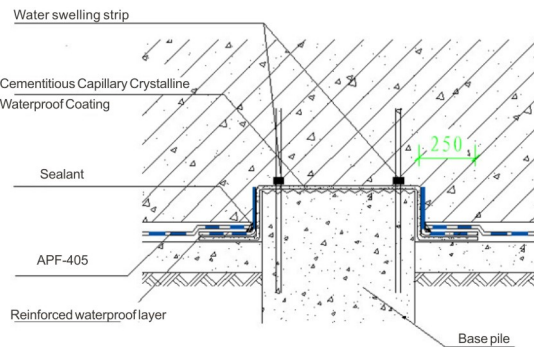 Water swelling strip
Cementitious Capillary Crystalline
Waterproof Coating
250
Sealant
APF-405
Reinforced waterproof layer
Base pile